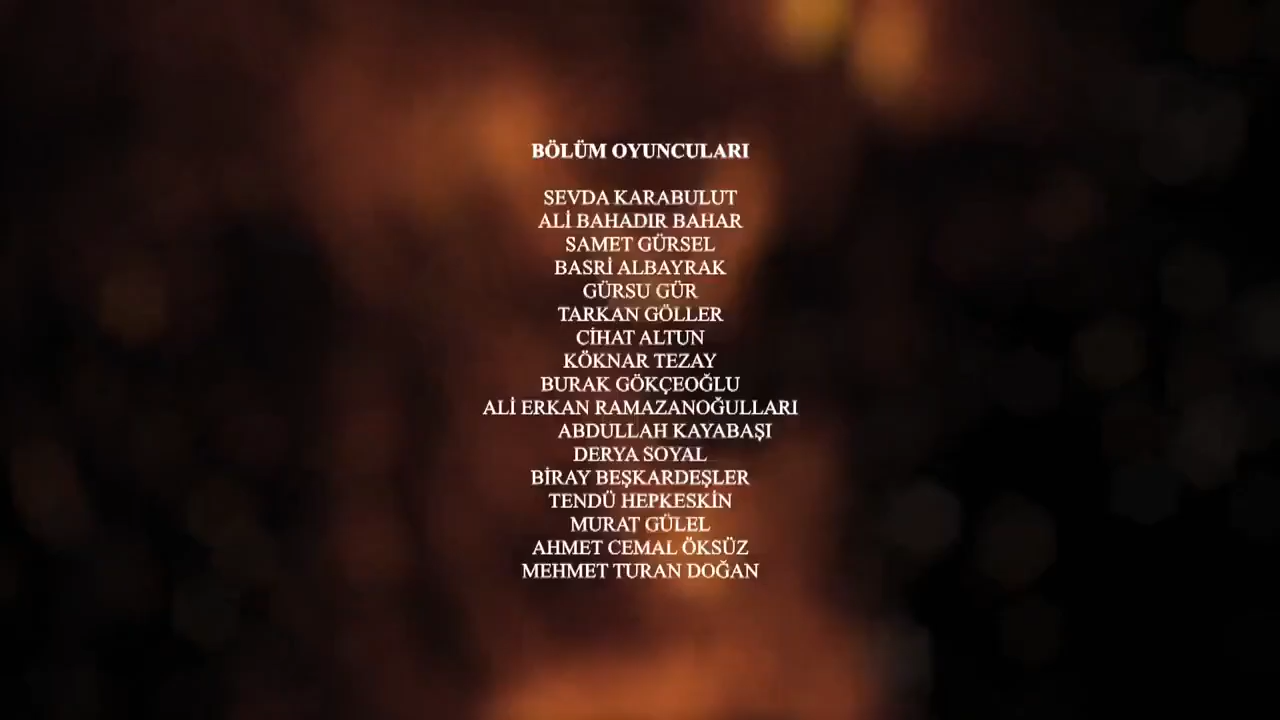 BÖLÜM OYUNCULARI
SEVDA KARABULUT
ALİ BAHADIR BAHAR
SAMET GÜRSEL
BASRİ ALBAYRAK
GÜRSU GÜR
TARKAN GÖLLER
CİHAT ALTUN
KÖKNAR TEZAY
BURAK GÖKÇEOĞLU
ALİ ERKAN RAMAZANOĞULLARI
ABDULLAH KAYABAŞI
DERYA SOYAL
BİRAY BEŞKARDEŞLER
TENDÜ HEPKESKİN
MURAT GÜLEL
AHMET CEMAL ÖKSÜZ
MEHMET TURAN DOĞAN